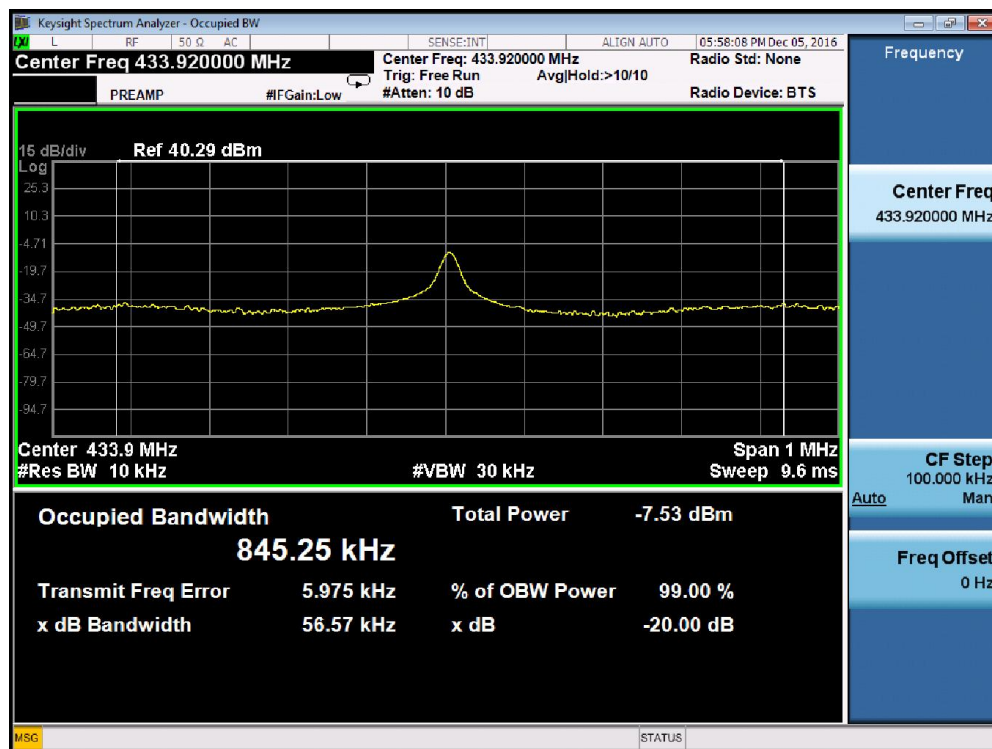 Keysight Spectrum Analyzer - Occupied BW
LXI L RF 50 Ω AC SENSE:INT ALIGN AUTO 05:58:08 PM Dec 05, 2016
Center Freq 433.920000 MHz
Center Freq: 433.920000 MHz Radio Std: None
Trig: Free Run Avg|Hold:>10/10
PREAMP #IFGain:Low #Atten: 10 dB Radio Device: BTS
15 dB/div Ref 40.29 dBm
Log
25.3
10.3
-4.71
-19.7
-34.7
-49.7
-64.7
-79.7
-94.7
Center 433.9 MHz Span 1 MHz
#Res BW 10 kHz #VBW 30 kHz Sweep 9.6 ms
Occupied Bandwidth Total Power -7.53 dBm
845.25 kHz
Transmit Freq Error 5.975 kHz % of OBW Power 99.00 %
x dB Bandwidth 56.57 kHz x dB -20.00 dB
MSG STATUS
Frequency
Center Freq
433.920000 MHz
CF Step
100.000 kHz
Auto Man
Freq Offset
0 Hz